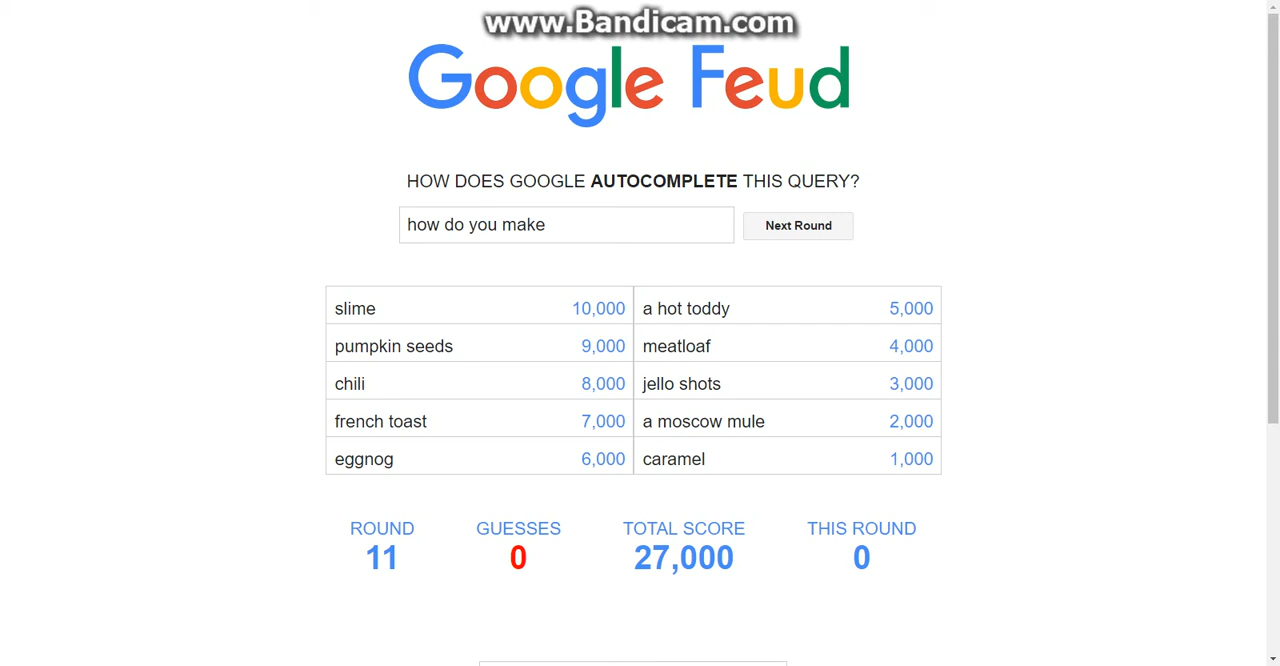 www.Bandicam.com
Google Feud
HOW DOES GOOGLE AUTOCOMPLETE THIS QUERY?
how do you make Next Round
slime 10,000 a hot toddy 5,000
pumpkin seeds 9,000 meatloaf 4,000
chili 8,000 jello shots 3,000
french toast 7,000 a moscow mule 2,000
eggnog 6,000 caramel 1,000
ROUND GUESSES TOTAL SCORE THIS ROUND
11 0 27,000 0